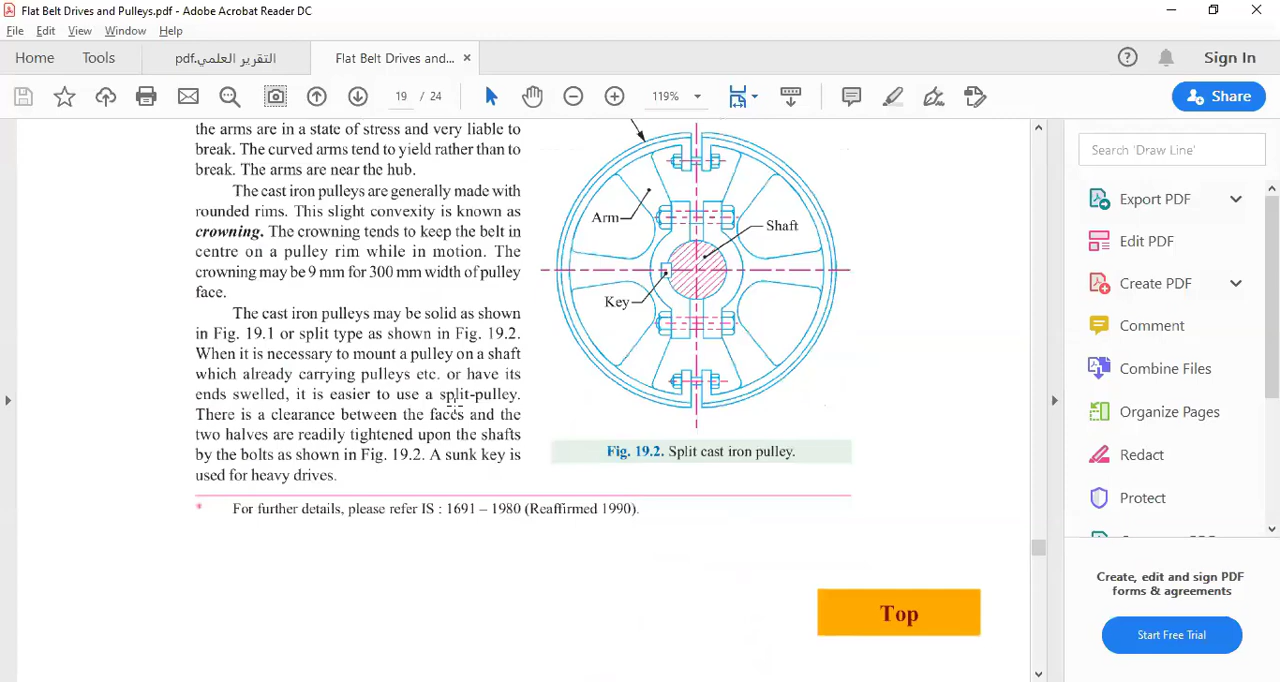 Flat Belt Drives and Pulleys.pdf - Adobe Acrobat Reader DC
File Edit View Window Help
Home Tools التقرير العلمي.pdf Flat Belt Drives and... × Sign In
19 / 24 119% Share
the arms are in a state of stress and very liable to
break. The curved arms tend to yield rather than to
break. The arms are near the hub.
The cast iron pulleys are generally made with
rounded rims. This slight convexity is known as
crowning. The crowning tends to keep the belt in
centre on a pulley rim while in motion. The
crowning may be 9 mm for 300 mm width of pulley
face.
The cast iron pulleys may be solid as shown
in Fig. 19.1 or split type as shown in Fig. 19.2.
When it is necessary to mount a pulley on a shaft
which already carrying pulleys etc. or have its
ends swelled, it is easier to use a split-pulley.
There is a clearance between the faces and the
two halves are readily tightened upon the shafts
by the bolts as shown in Fig. 19.2. A sunk key is
used for heavy drives.
Arm
Shaft
Key
Fig. 19.2. Split cast iron pulley.
* For further details, please refer IS : 1691 – 1980 (Reaffirmed 1990).
Top
Search 'Draw Line'
Export PDF
Edit PDF
Create PDF
Comment
Combine Files
Organize Pages
Redact
Protect
Create, edit and sign PDF
forms & agreements
Start Free Trial